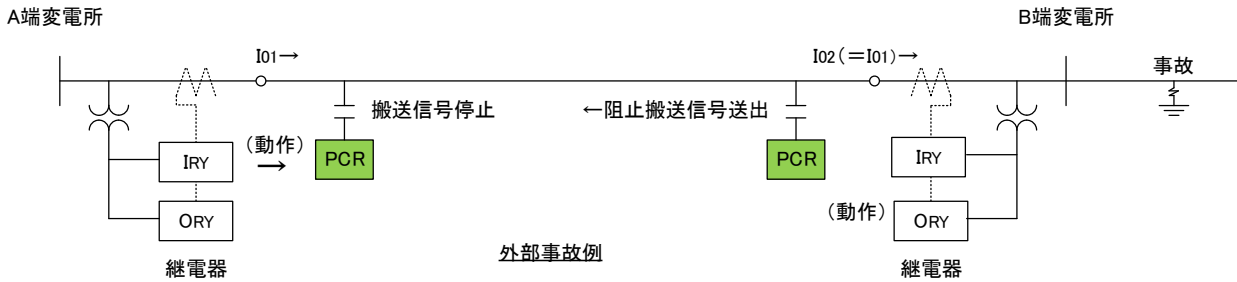 A端変電所
B端変電所
I01→
I02(=I01)→
事故
搬送信号停止
←阻止搬送信号送出
(動作)
→
IRY
PCR
PCR
IRY
ORY
(動作)
ORY
継電器
外部事故例
継電器